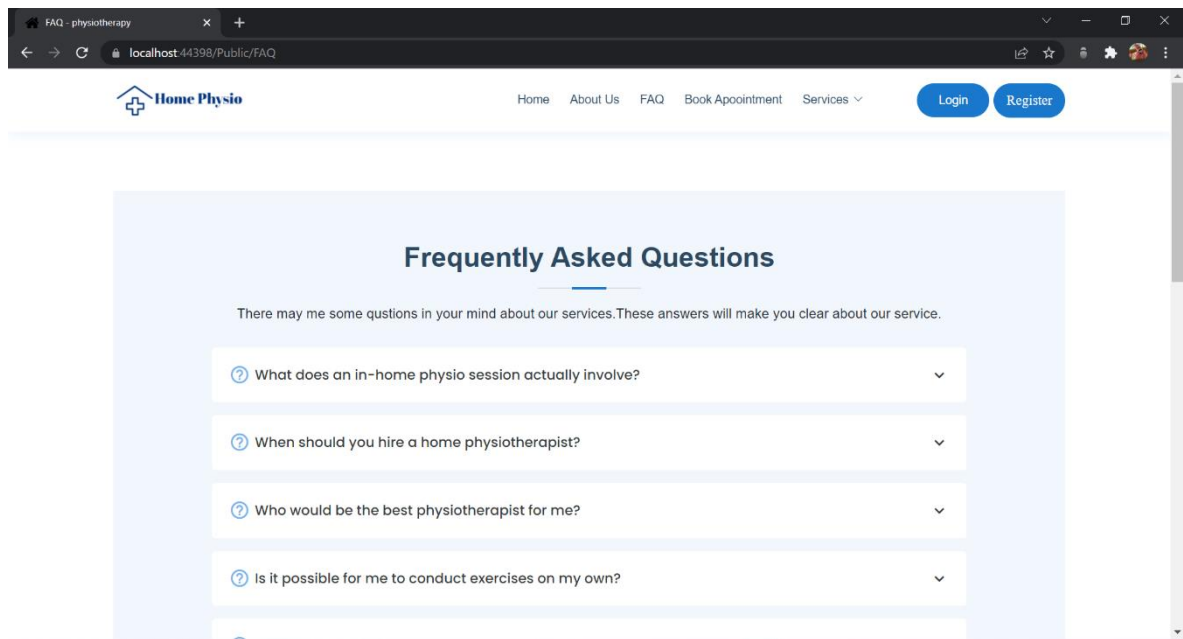 FAQ - physiotherapy
localhost:44398/Public/FAQ
Home Physio
Home About Us FAQ Book Apoointment Services Login Register
Frequently Asked Questions
There may me some qustions in your mind about our services.These answers will make you clear about our service.
What does an in-home physio session actually involve?
When should you hire a home physiotherapist?
Who would be the best physiotherapist for me?
Is it possible for me to conduct exercises on my own?